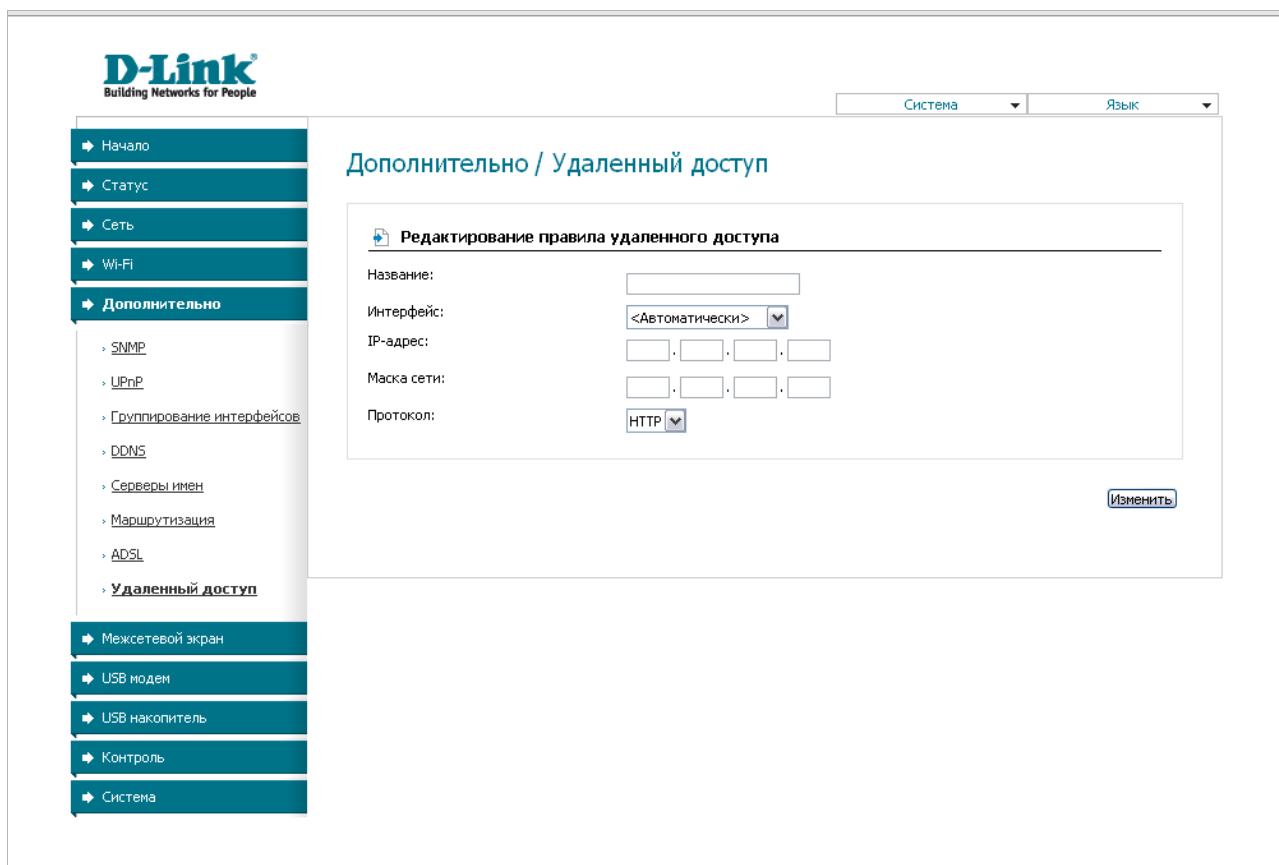 D-Link
Building Networks for People
Система
Язык
Начало
Статус
Сеть
Wi-Fi
Дополнительно
SNMP
UPnP
Группирование интерфейсов
DDNS
Серверы имен
Маршрутизация
ADSL
Удаленный доступ
Межсетевой экран
USB модем
USB накопитель
Контроль
Система
Дополнительно / Удаленный доступ
Редактирование правила удаленного доступа
Название:
Интерфейс: <Автоматически>
IP-адрес: . . .
Маска сети: . . .
Протокол: HTTP
Изменить